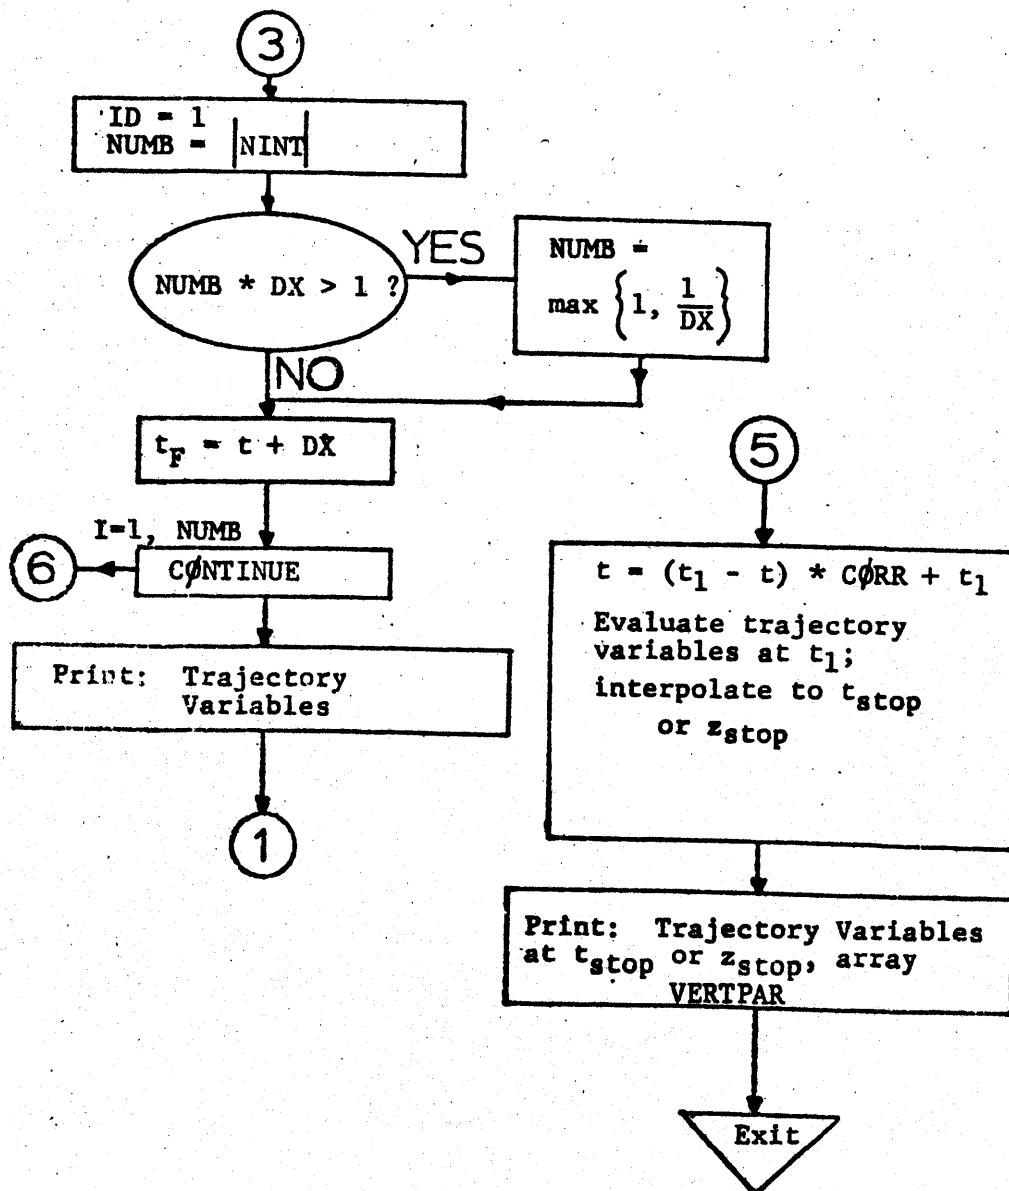 3
ID = 1
NUMB = |NINT|
NUMB * DX > 1 ?
YES
NUMB =
max {1, 1/DX}
NO
t_F = t + DX
I=1, NUMB
6
CØNTINUE
Print: Trajectory
Variables
1
5
t = (t_1 - t) * CØRR + t_1
Evaluate trajectory
variables at t_1;
interpolate to t_stop
or z_stop
Print: Trajectory Variables
at t_stop or z_stop, array
VERTPAR
Exit